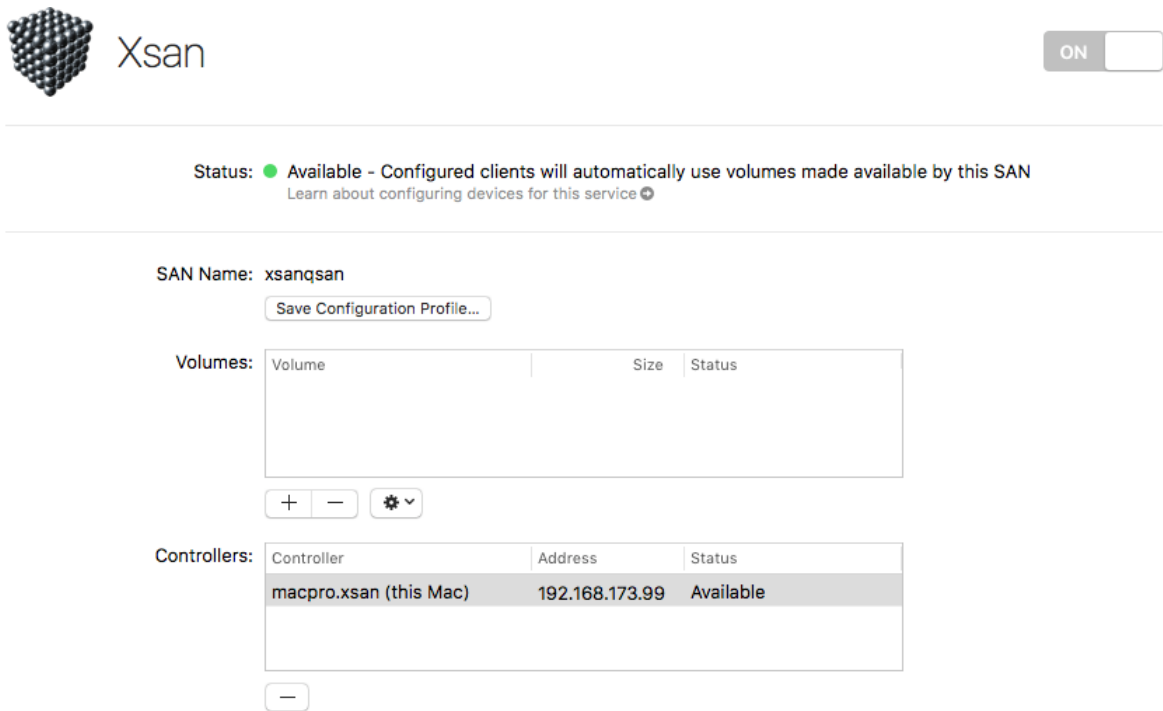 Xsan
ON
Status: Available - Configured clients will automatically use volumes made available by this SAN
Learn about configuring devices for this service
SAN Name: xsanqsan
Save Configuration Profile...
Volumes: Volume Size Status
Controllers: Controller Address Status
macpro.xsan (this Mac) 192.168.173.99 Available